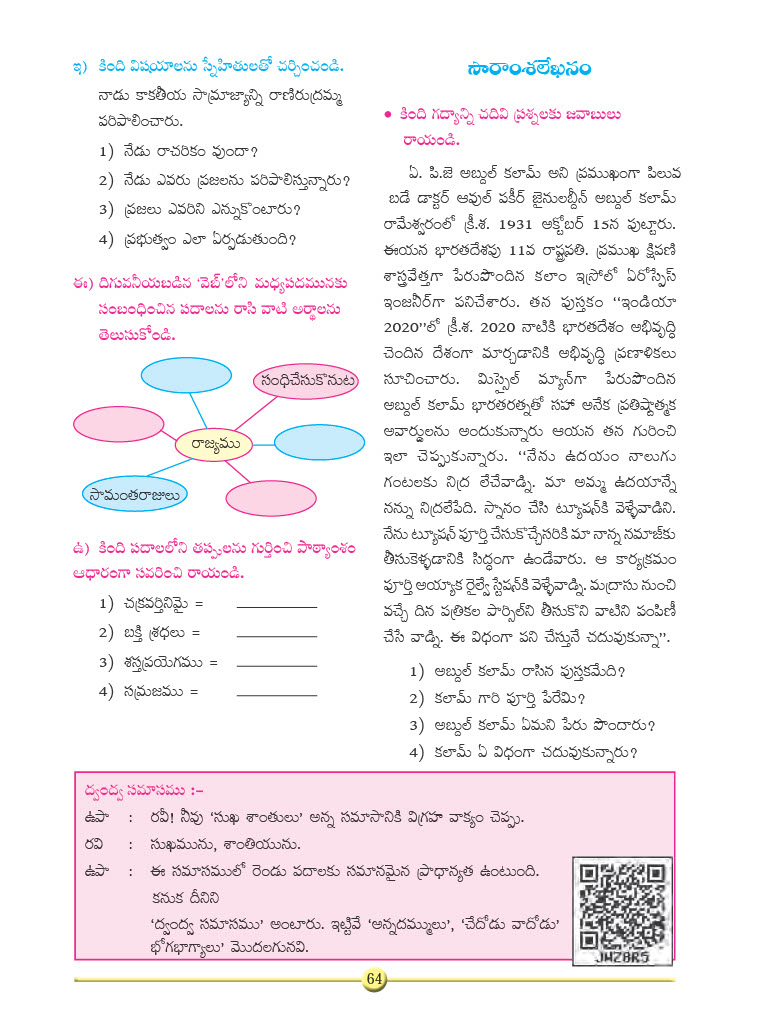 ఇ) కింది విషయాలను స్నేహితులతో చర్చించండి.
నాడు కాకతీయ సామ్రాజ్యాన్ని రాణిరుద్రమ్మ
పరిపాలించారు.
1) నేడు రాచరికం వుందా?
2) నేడు ఎవరు ప్రజలను పరిపాలిస్తున్నారు?
3) ప్రజలు ఎవరిని ఎన్నుకొంటారు?
4) ప్రభుత్వం ఎలా ఏర్పడుతుంది?
ఈ) దిగువనీయబడిన ‘వెబ్’లోని మధ్యపదమునకు
సంబంధించిన పదాలను రాసి వాటి అర్థాలను
తెలుసుకోండి.
సంధిచేసుకొనుట
రాజ్యము
సామంతరాజులు
ఉ) కింది పదాలలోని తప్పులను గుర్తించి పాఠ్యాంశం
ఆధారంగా సవరించి రాయండి.
1) చక్రవర్తినిమై = ___________
2) బక్తి శ్రధలు = ___________
3) శస్త్రప్రయెగము = ___________
4) సమ్రజము = ___________
సారాంశలేఖనం
• కింది గద్యాన్ని చదివి ప్రశ్నలకు జవాబులు
రాయండి.
ఏ. పి.జె అబ్దుల్ కలామ్ అని ప్రముఖంగా పిలువ
బడే డాక్టర్ ఆవుల్ పకీర్ జైనులబ్దీన్ అబ్దుల్ కలామ్
రామేశ్వరంలో క్రీ.శ. 1931 అక్టోబర్ 15న పుట్టారు.
ఈయన భారతదేశపు 11వ రాష్ట్రపతి. ప్రముఖ క్షిపణి
శాస్త్రవేత్తగా పేరుపొందిన కలాం ఇస్రోలో ఏరోస్పేస్
ఇంజనీర్‌గా పనిచేశారు. తన పుస్తకం “ఇండియా
2020”లో క్రీ.శ. 2020 నాటికి భారతదేశం అభివృద్ధి
చెందిన దేశంగా మార్చడానికి అభివృద్ధి ప్రణాళికలు
సూచించారు. మిస్సైల్ మ్యాన్‌గా పేరుపొందిన
అబ్దుల్ కలామ్ భారతరత్నతో సహా అనేక ప్రతిష్టాత్మక
అవార్డులను అందుకున్నారు ఆయన తన గురించి
ఇలా చెప్పుకున్నారు. “నేను ఉదయం నాలుగు
గంటలకు నిద్ర లేచేవాడ్ని. మా అమ్మ ఉదయాన్నే
నన్ను నిద్రలేపేది. స్నానం చేసి ట్యూషన్‌కి వెళ్ళేవాడిని.
నేను ట్యూషన్ పూర్తి చేసుకొచ్చేసరికి మా నాన్న నమాజ్‌కు
తీసుకెళ్ళడానికి సిద్ధంగా ఉండేవారు. ఆ కార్యక్రమం
పూర్తి అయ్యాక రైల్వే స్టేషన్‌కి వెళ్ళేవాడ్ని. మద్రాసు నుంచి
వచ్చే దిన పత్రికల పార్సిల్‌ని తీసుకొని వాటిని పంపిణీ
చేసే వాడ్ని. ఈ విధంగా పని చేస్తునే చదువుకున్నా”.
1) అబ్దుల్ కలామ్ రాసిన పుస్తకమేది?
2) కలామ్ గారి పూర్తి పేరేమి?
3) అబ్దుల్ కలామ్ ఏమని పేరు పొందారు?
4) కలామ్ ఏ విధంగా చదువుకున్నారు?
ద్వంద్వ సమాసము :–
ఉపా : రవీ! నీవు ‘సుఖ శాంతులు’ అన్న సమాసానికి విగ్రహ వాక్యం చెప్పు.
రవి : సుఖమును, శాంతియును.
ఉపా : ఈ సమాసములో రెండు పదాలకు సమానమైన ప్రాధాన్యత ఉంటుంది.
కనుక దీనిని
‘ద్వంద్వ సమాసము’ అంటారు. ఇట్టివే ‘అన్నదమ్ములు’, ‘చేదోడు వాదోడు’
భోగభాగ్యాలు’ మొదలగునవి.
JWZ8R5
64